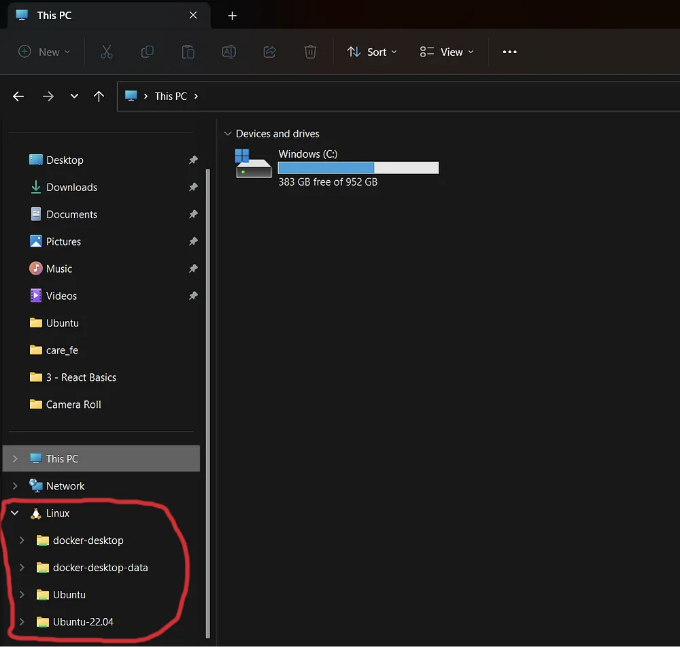 This PC
New
Sort
View
This PC
Devices and drives
Windows (C:)
383 GB free of 952 GB
Desktop
Downloads
Documents
Pictures
Music
Videos
Ubuntu
care_fe
3 - React Basics
Camera Roll
This PC
Network
Linux
docker-desktop
docker-desktop-data
Ubuntu
Ubuntu-22.04